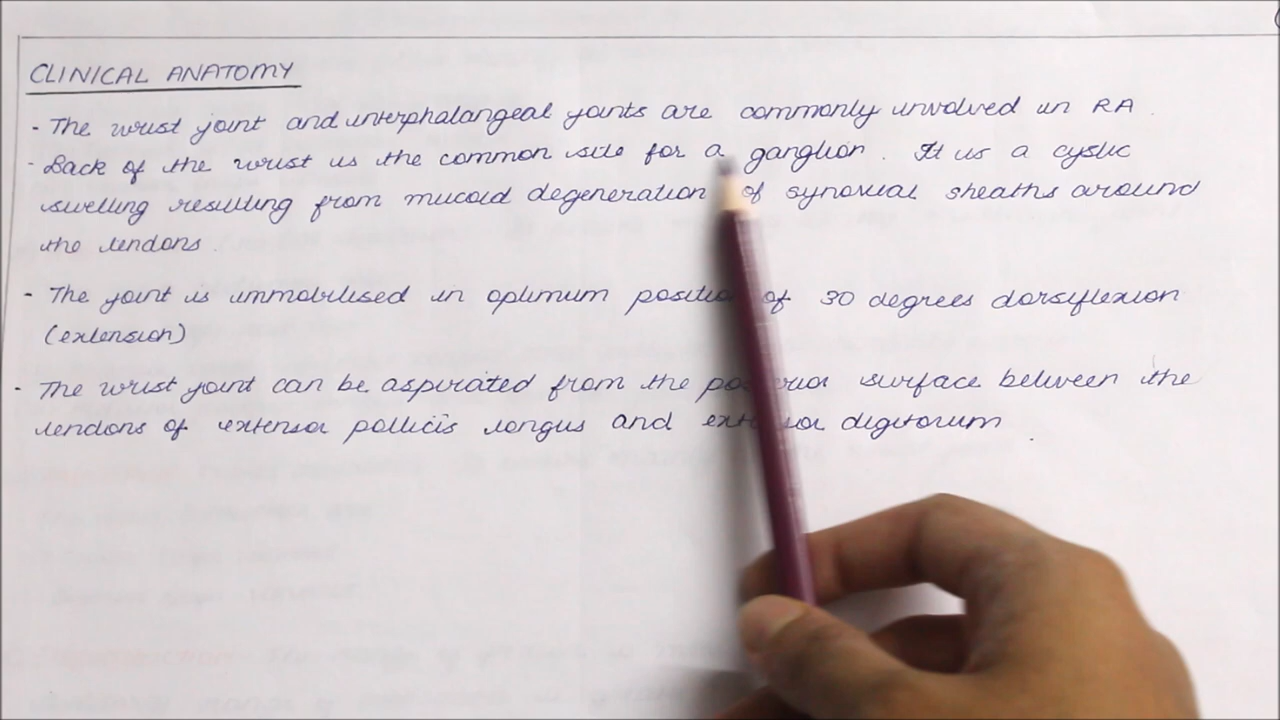 CLINICAL ANATOMY
- The wrist joint and interphalangeal joints are commonly involved in RA.
- Back of the wrist is the common site for a ganglion. It is a cystic
swelling resulting from mucoid degeneration of synovial sheaths around
the tendons.
- The joint is immobilised in optimum position of 30 degrees dorsiflexion
(extension)
- The wrist joint can be aspirated from the posterior surface between the
tendons of extensor pollicis longus and extensor digitorum.